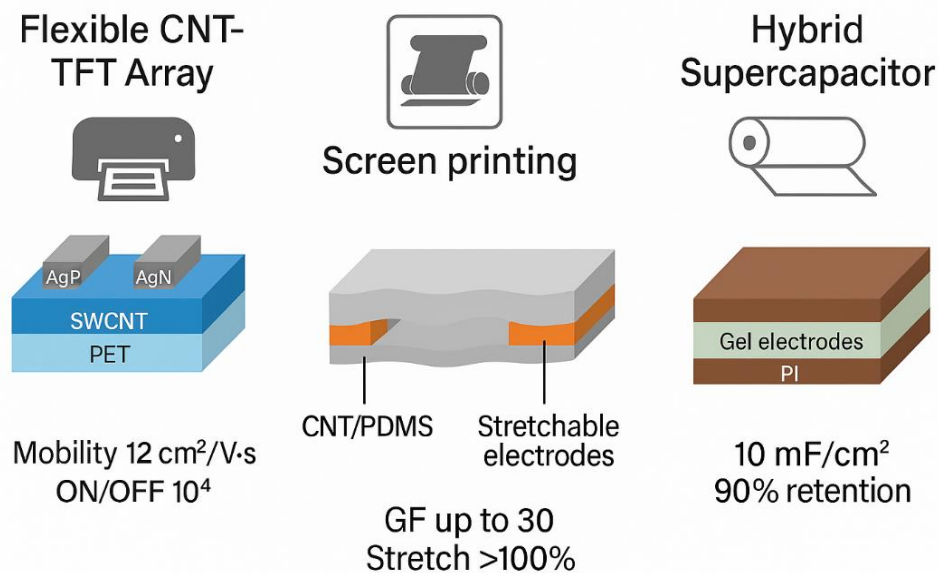 Flexible CNT-
TFT Array
AgP
AgN
SWCNT
PET
Mobility 12 cm²/V·s
ON/OFF 10⁴
Screen printing
CNT/PDMS
Stretchable
electrodes
GF up to 30
Stretch >100%
Hybrid
Supercapacitor
Gel electrodes
PI
10 mF/cm²
90% retention